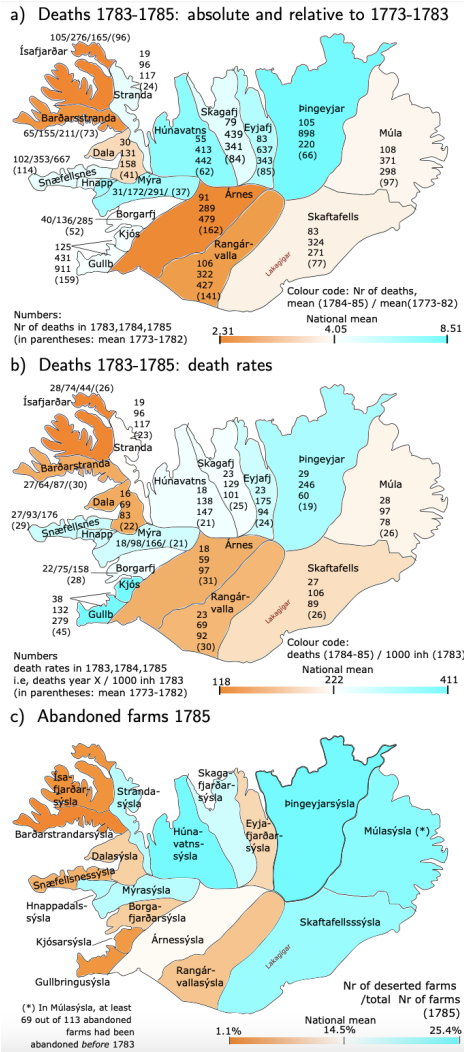 a) Deaths 1783-1785: absolute and relative to 1773-1783
105/276/165/(96)
Ísafjarðar
19
96
117
(24)
Stranda
Barðarsstranda
65/155/211/(73)
Dala
30
131
158
(41)
102/353/667
(114)
Snæfellsnes
Hnapp
Mýra
31/172/291/ (37)
Húnavatns
55
413
442
(62)
Skagafj
79
439
341
(84)
Eyjafj
83
637
343
(85)
Þingeyjar
105
898
220
(66)
Múla
108
371
298
(97)
40/136/285
(52)
Borgarfj
Kjós
125
431
911
(159)
Gullb
Árnes
91
289
479
(162)
Rangár-
valla
106
322
427
(141)
Skaftafells
83
324
271
(77)
Lakagígar
Numbers:
Nr of deaths in 1783,1784,1785
(in parentheses: mean 1773-1782)
Colour code: Nr of deaths,
mean (1784-85) / mean(1773-82)
National mean
2.31 4.05 8.51
b) Deaths 1783-1785: death rates
28/74/44/(26)
Ísafjarðar
19
96
117
(23)
Stranda
Barðarstranda
27/64/87/(30)
Dala
16
69
83
(22)
27/93/176
(29)
Snæfellsnes
Hnapp
Mýra
18/98/166/ (21)
Húnavatns
18
138
147
(21)
Skagafj
23
129
101
(25)
Eyjafj
23
175
94
(24)
Þingeyjar
29
246
60
(19)
Múla
28
97
78
(26)
22/75/158
(28)
Borgarfj
Kjós
38
132
279
(45)
Gullb
Árnes
18
59
97
(31)
Rangár-
valla
23
69
92
(30)
Skaftafells
27
106
89
(26)
Lakagígar
Numbers
death rates in 1783,1784,1785
i.e, deaths year X / 1000 inh 1783
(in parentheses: mean 1773-1782)
Colour code:
deaths (1784-85) / 1000 inh (1783)
National mean
118 222 411
c) Abandoned farms 1785
Ísa-
fjarðar-
sýsla
Stranda-
sýsla
Barðarstrandarsýsla
Dalasýsla
Snæfellsnessýsla
Hnappadals-
sýsla
Mýrasýsla
Borga-
fjarðarsýsla
Kjósarsýsla
Gullbringusýsla
Húna-
vatns-
sýsla
Skaga-
fjarðar-
sýsla
Eyja-
fjarðar-
sýsla
Þingeyjarsýsla
Múlasýsla (*)
Árnessýsla
Rangár-
vallasýsla
Skaftafellsssýsla
Lakagígar
(*) In Múlasýsla, at least
69 out of 113 abandoned
farms had been
abandoned before 1783
Nr of deserted farms
/total Nr of farms
(1785)
National mean
1.1% 14.5% 25.4%